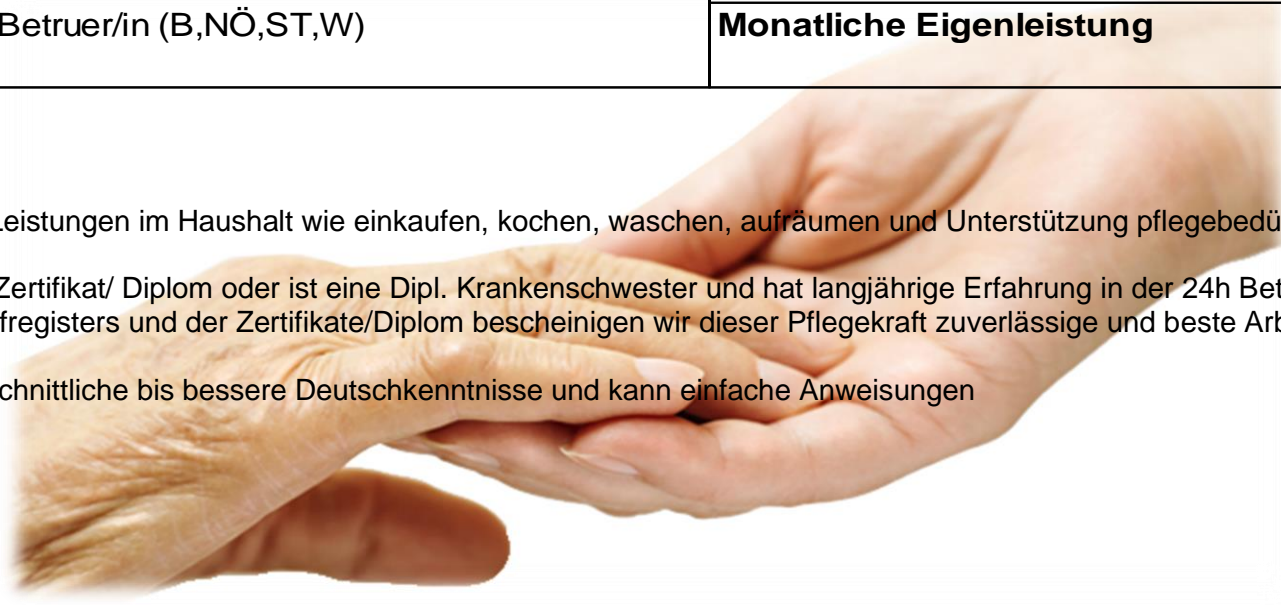 Betruer/in (B,NÖ,ST,W)
Monatliche Eigenleistung
Leistungen im Haushalt wie einkaufen, kochen, waschen, aufräumen und Unterstützung pflegebedü
Zertifikat/ Diplom oder ist eine Dipl. Krankenschwester und hat langjährige Erfahrung in der 24h Bet
fregisters und der Zertifikate/Diplom bescheinigen wir dieser Pflegekraft zuverlässige und beste Arb
chnittliche bis bessere Deutschkenntnisse und kann einfache Anweisungen